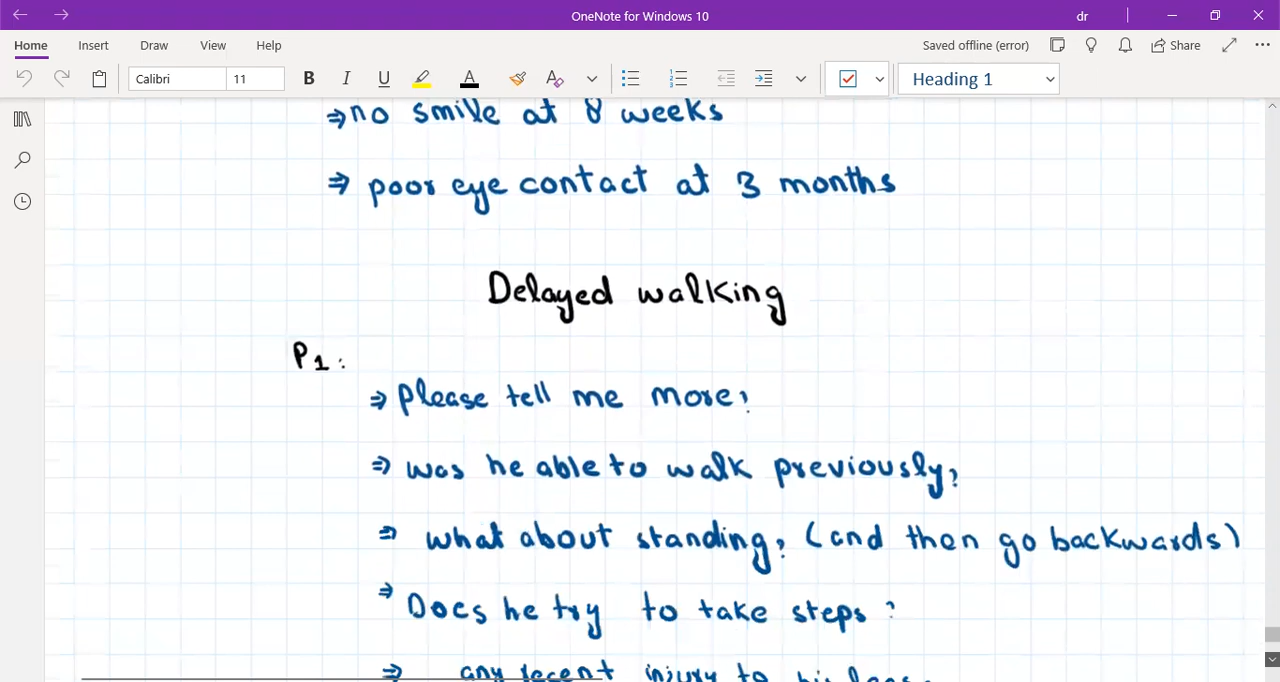 OneNote for Windows 10
dr
Home Insert Draw View Help
Saved offline (error)
Share
Calibri
11
B I U
A
A
Heading 1
⇒ no smile at 8 weeks
⇒ poor eye contact at 3 months
Delayed walking
P1:
⇒ please tell me more?
⇒ was he able to walk previously?
⇒ what about standing? (and then go backwards)
⇒ Does he try to take steps?
⇒ any recent injury to his legs